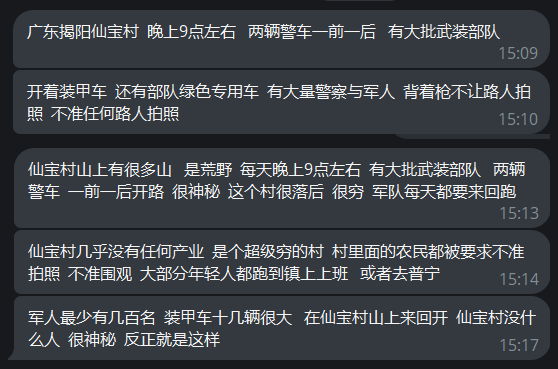 广东揭阳仙宝村 晚上9点左右 两辆警车一前一后 有大批武装部队
15:09
开着装甲车 还有部队绿色专用车 有大量警察与军人 背着枪不让路人拍
照 不准任何路人拍照
15:10
仙宝村山上有很多山 是荒野 每天晚上9点左右 有大批武装部队 两辆
警车 一前一后开路 很神秘 这个村很落后 很穷 军队每天都要来回跑
15:13
仙宝村几乎没有任何产业 是个超级穷的村 村里面的农民都被要求不准
拍照 不准围观 大部分年轻人都跑到镇上上班 或者去普宁
15:14
军人最少有几百名 装甲车十几辆很大 在仙宝村山上来回开 仙宝村没什
么人 很神秘 反正就是这样
15:17